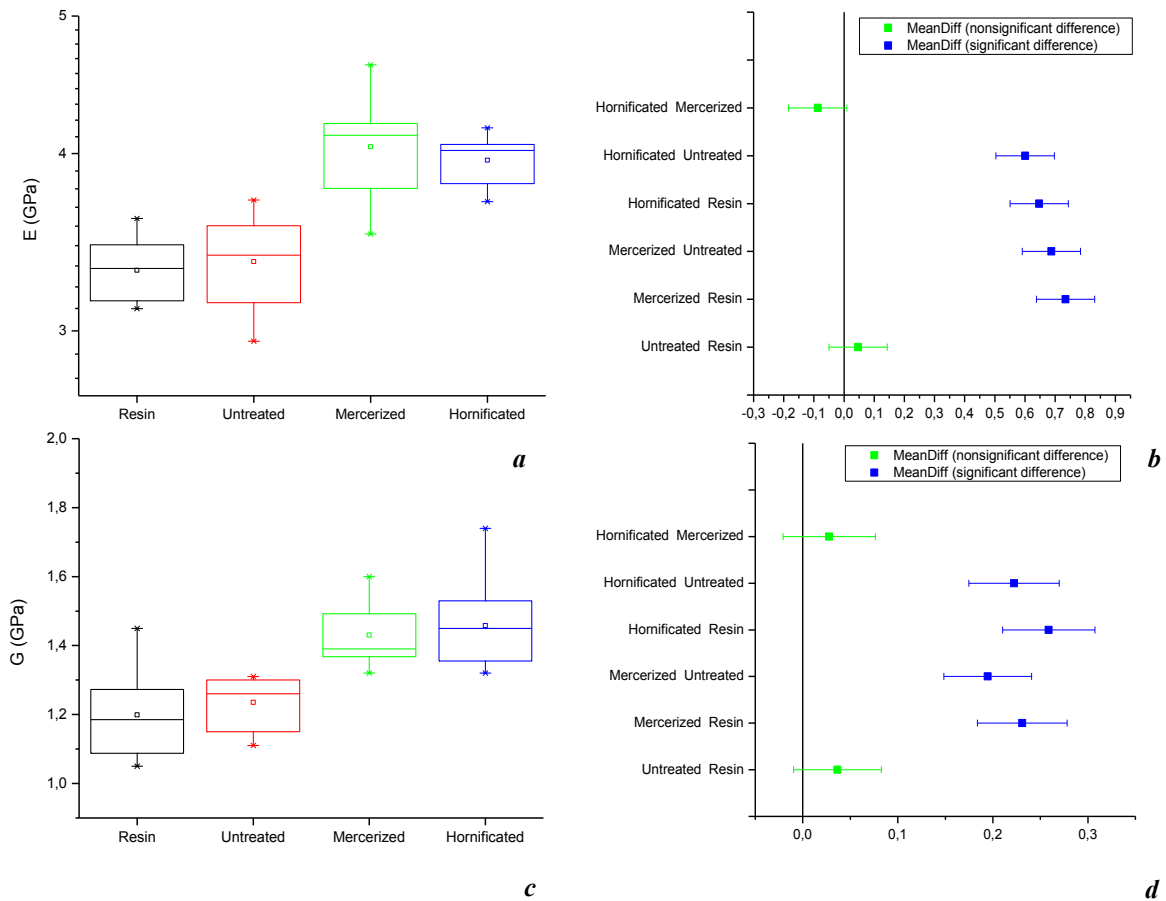 5
4
3
E (GPa)
Resin Untreated Mercerized Hornificated
a
MeanDiff (nonsignificant difference)
MeanDiff (significant difference)
Hornificated Mercerized
Hornificated Untreated
Hornificated Resin
Mercerized Untreated
Mercerized Resin
Untreated Resin
-0,3 -0,2 -0,1 0,0 0,1 0,2 0,3 0,4 0,5 0,6 0,7 0,8 0,9
b
2,0
1,8
1,6
1,4
1,2
1,0
G (GPa)
Resin Untreated Mercerized Hornificated
c
MeanDiff (nonsignificant difference)
MeanDiff (significant difference)
Hornificated Mercerized
Hornificated Untreated
Hornificated Resin
Mercerized Untreated
Mercerized Resin
Untreated Resin
0,0 0,1 0,2 0,3
d